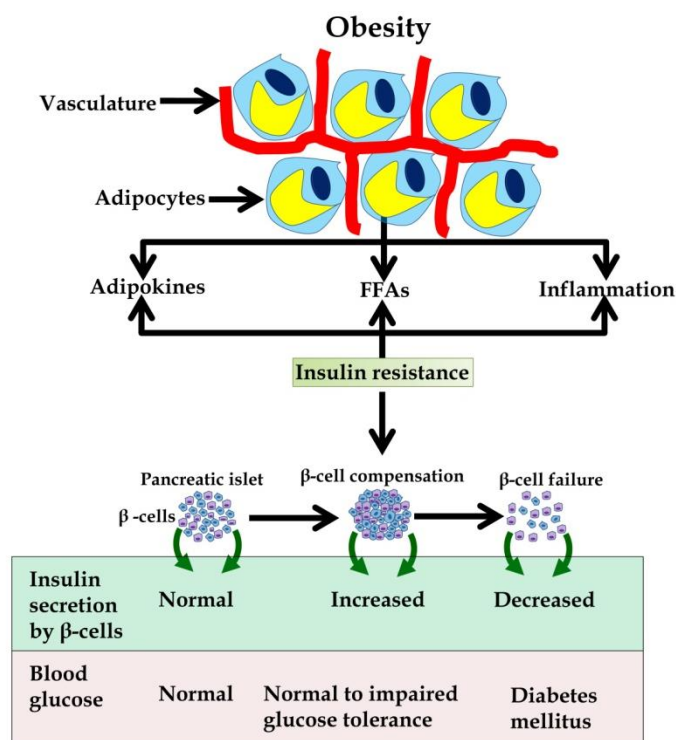 Obesity
Vasculature
Adipocytes
Adipokines
FFAs
Inflammation
Insulin resistance
Pancreatic islet
β-cell compensation
β-cell failure
β -cells
Insulin
secretion
by β-cells
Normal
Increased
Decreased
Blood
glucose
Normal
Normal to impaired
glucose tolerance
Diabetes
mellitus